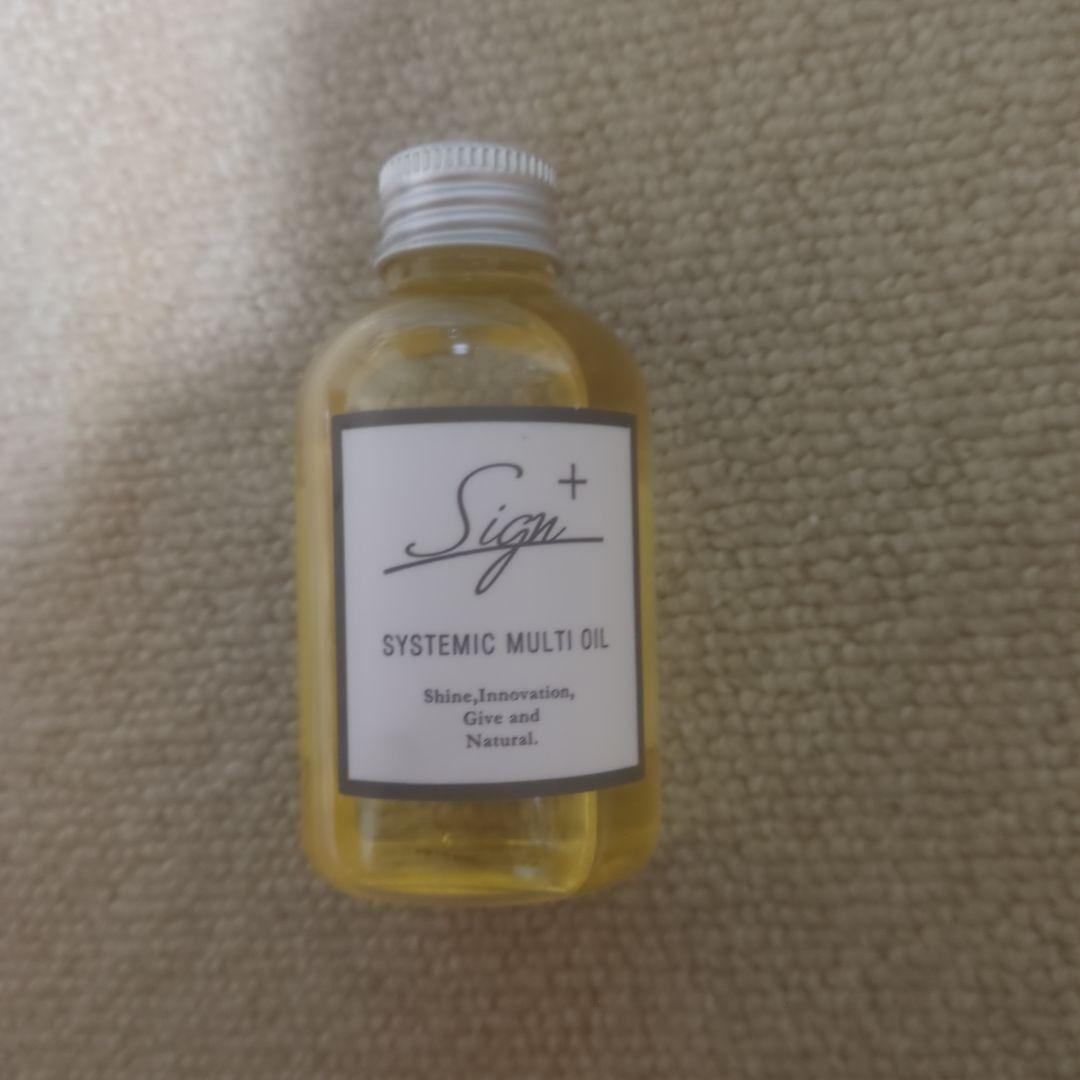 Sign+
SYSTEMIC MULTI OIL
Shine,Innovation,
Give and
Natural.